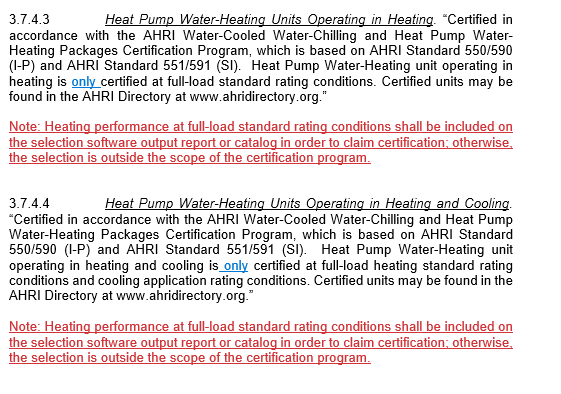 3.7.4.3 Heat Pump Water-Heating Units Operating in Heating. “Certified in
accordance with the AHRI Water-Cooled Water-Chilling and Heat Pump Water-
Heating Packages Certification Program, which is based on AHRI Standard 550/590
(I-P) and AHRI Standard 551/591 (SI). Heat Pump Water-Heating unit operating in
heating is only certified at full-load standard rating conditions. Certified units may be
found in the AHRI Directory at www.ahridirectory.org.”
Note: Heating performance at full-load standard rating conditions shall be included on
the selection software output report or catalog in order to claim certification; otherwise,
the selection is outside the scope of the certification program.
3.7.4.4 Heat Pump Water-Heating Units Operating in Heating and Cooling.
“Certified in accordance with the AHRI Water-Cooled Water-Chilling and Heat Pump
Water-Heating Packages Certification Program, which is based on AHRI Standard
550/590 (I-P) and AHRI Standard 551/591 (SI). Heat Pump Water-Heating unit
operating in heating and cooling is only certified at full-load heating standard rating
conditions and cooling application rating conditions. Certified units may be found in the
AHRI Directory at www.ahridirectory.org.”
Note: Heating performance at full-load standard rating conditions shall be included on
the selection software output report or catalog in order to claim certification; otherwise,
the selection is outside the scope of the certification program.